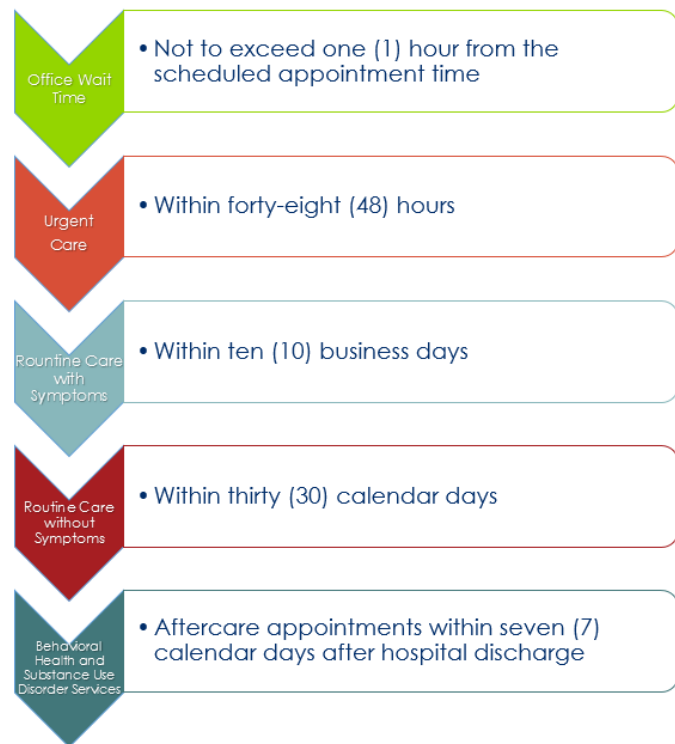 Office Wait
Time
• Not to exceed one (1) hour from the
scheduled appointment time
Urgent
Care
• Within forty-eight (48) hours
Rountine Care
with
Symptoms
• Within ten (10) business days
Routine Care
without
Symptoms
• Within thirty (30) calendar days
Behavioral
Health and
Substance Use
Disorder Services
• Aftercare appointments within seven (7)
calendar days after hospital discharge